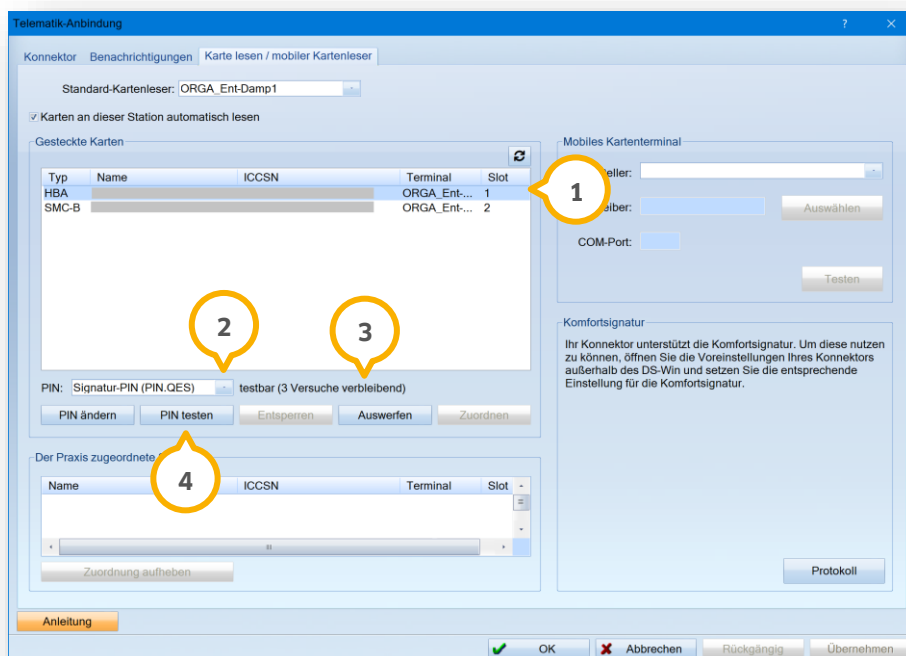 Telematik-Anbindung ? ×
Konnektor Benachrichtigungen Karte lesen / mobiler Kartenleser
Standard-Kartenleser: ORGA_Ent-Damp1
Karten an dieser Station automatisch lesen
Gesteckte Karten
Typ Name ICCSN Terminal Slot
HBA ORGA_Ent-... 1
SMC-B ORGA_Ent-... 2
1
2
3
PIN: Signatur-PIN (PIN.QES) testbar (3 Versuche verbleibend)
PIN ändern PIN testen Entsperren Auswerfen Zuordnen
4
Der Praxis zugeordnete
Name ICCSN Terminal Slot
Zuordnung aufheben
Mobiles Kartenterminal
Auswählen
COM-Port:
Testen
Komfortsignatur
Ihr Konnektor unterstützt die Komfortsignatur. Um diese nutzen
zu können, öffnen Sie die Voreinstellungen Ihres Konnektors
außerhalb des DS-Win und setzen Sie die entsprechende
Einstellung für die Komfortsignatur.
Protokoll
Anleitung
OK Abbrechen Rückgängig Übernehmen